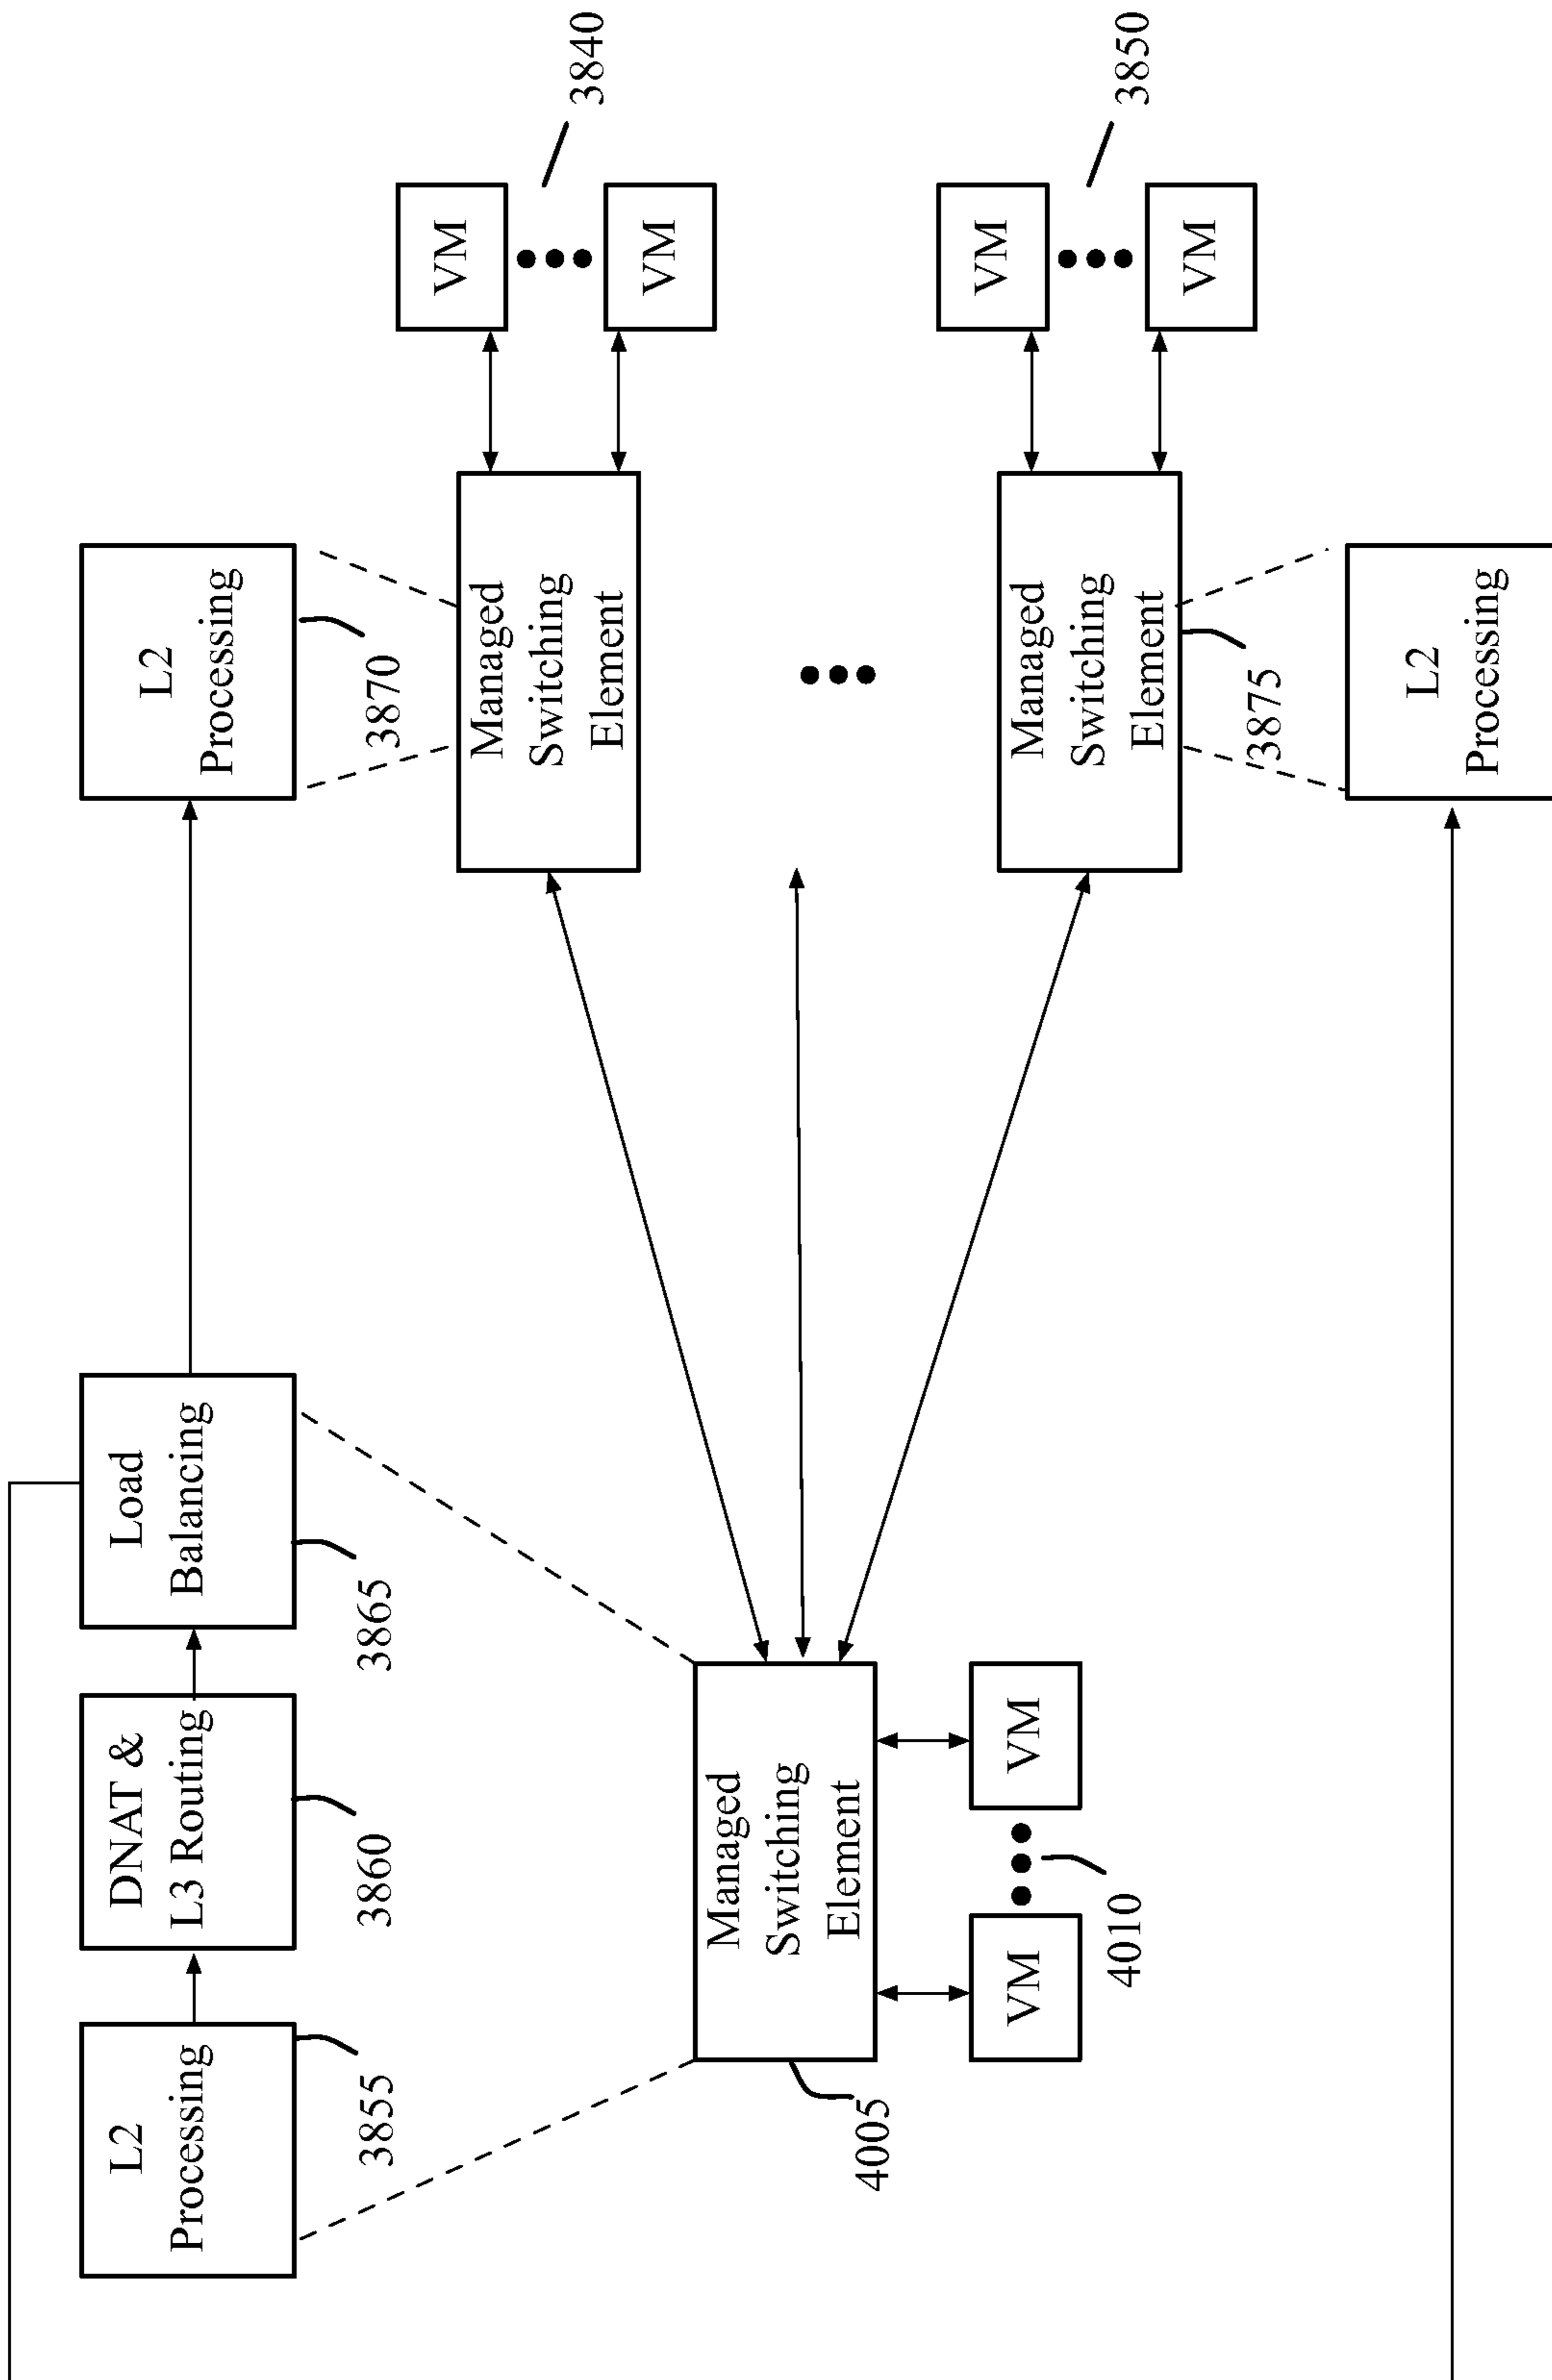 L2
Processing
3855
DNAT &
L3 Routing
3860
Load
Balancing
3865
L2
Processing
3870
Managed
Switching
Element
4005
VM
VM
4010
Managed
Switching
Element
VM
VM
3840
Managed
Switching
Element
3875
VM
VM
3850
L2
Processing